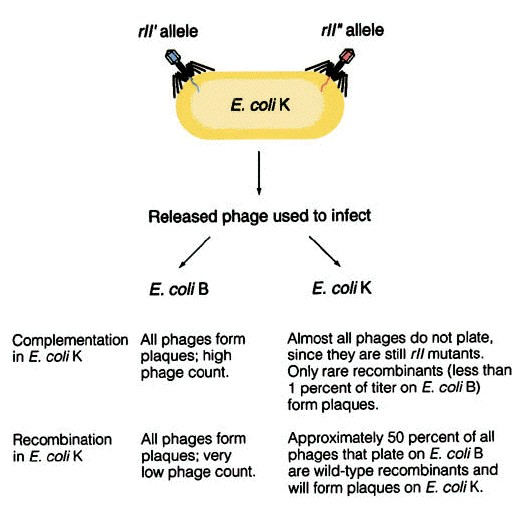 rII' allele
rII" allele
E. coli K
Released phage used to infect
E. coli B
E. coli K
Complementation
in E. coli K
All phages form
plaques; high
phage count.
Almost all phages do not plate,
since they are still rII mutants.
Only rare recombinants (less than
1 percent of titer on E. coli B)
form plaques.
Recombination
in E. coli K
All phages form
plaques; very
low phage count.
Approximately 50 percent of all
phages that plate on E. coli B
are wild-type recombinants and
will form plaques on E. coli K.